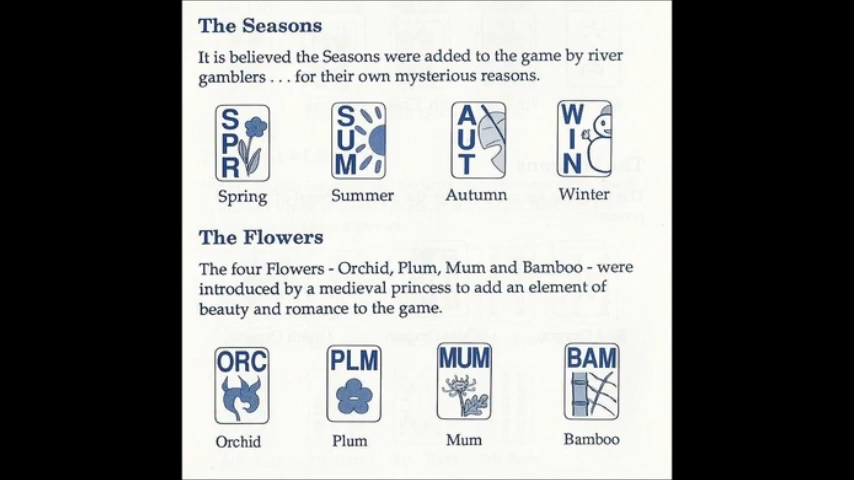 The Seasons
It is believed the Seasons were added to the game by river
gamblers . . . for their own mysterious reasons.
SPR SUM AUT WIN
Spring Summer Autumn Winter
The Flowers
The four Flowers - Orchid, Plum, Mum and Bamboo - were
introduced by a medieval princess to add an element of
beauty and romance to the game.
ORC PLM MUM BAM
Orchid Plum Mum Bamboo